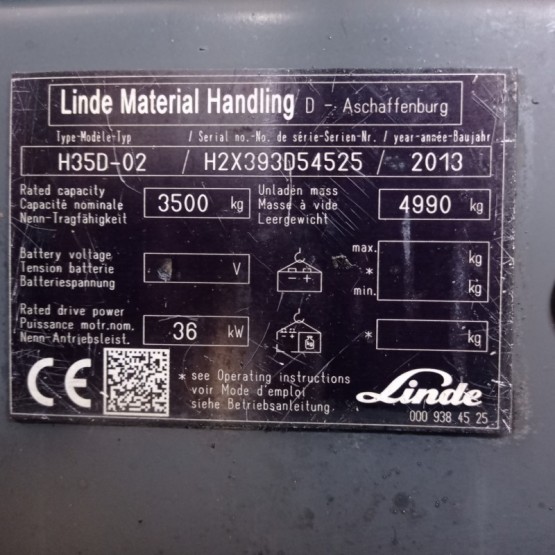 Linde Material Handling D - Aschaffenburg
Type-Modèle-Typ / Serial no.-No. de série-Serien-Nr. / year-année-Baujahr
H35D-02 / H2X393D54525 / 2013
Rated capacity
Capacité nominale
Nenn-Tragfähigkeit
3500 kg
Unladen mass
Masse à vide
Leergewicht
4990 kg
Battery voltage
Tension batterie
Batteriespannung
V
max. kg
*
min. kg
Rated drive power
Puissance motr.nom.
Nenn-Antriebsleist.
36 kW
* kg
CE
* see Operating instructions
voir Mode d'emploi
siehe Betriebsanleitung.
Linde
000 938 45 25